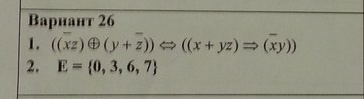 Вариант 26
1. ((x̅z) ⊕ (y + z̅)) ⇔ ((x + yz) ⇒ (x̅y))
2. E = {0, 3, 6, 7}